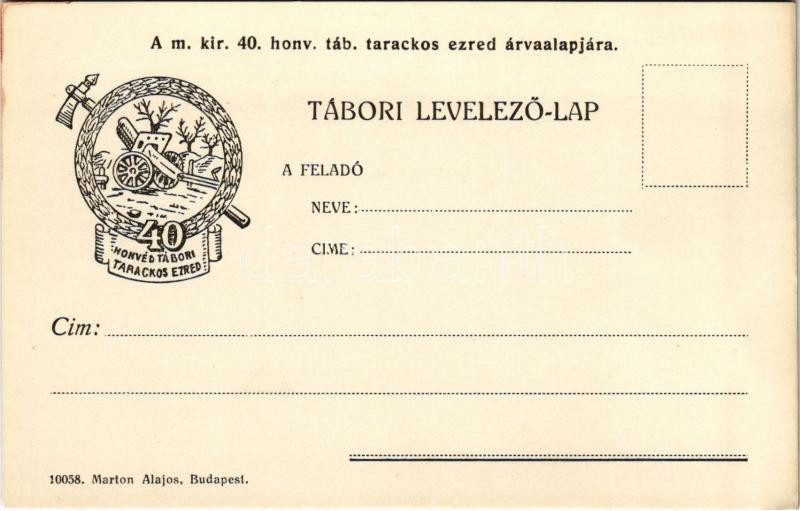 A m. kir. 40. honv. táb. tarackos ezred árvaalapjára.
TÁBORI LEVELEZŐ-LAP
A FELADÓ
NEVE:
CIME:
40
HONVÉD TÁBORI
TARACKOS EZRED
darabanth
Cim:
10058. Marton Alajos, Budapest.